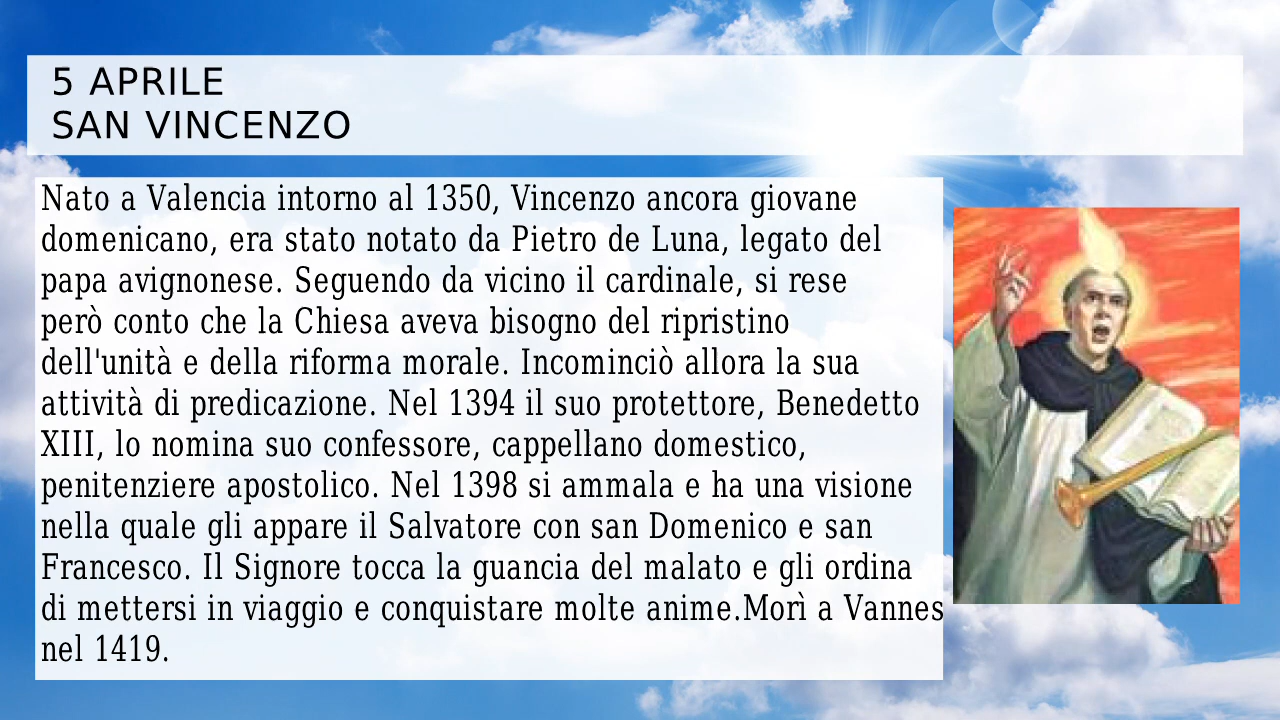 5 APRILE
SAN VINCENZO
Nato a Valencia intorno al 1350, Vincenzo ancora giovane
domenicano, era stato notato da Pietro de Luna, legato del
papa avignonese. Seguendo da vicino il cardinale, si rese
però conto che la Chiesa aveva bisogno del ripristino
dell'unità e della riforma morale. Incominciò allora la sua
attività di predicazione. Nel 1394 il suo protettore, Benedetto
XIII, lo nomina suo confessore, cappellano domestico,
penitenziere apostolico. Nel 1398 si ammala e ha una visione
nella quale gli appare il Salvatore con san Domenico e san
Francesco. Il Signore tocca la guancia del malato e gli ordina
di mettersi in viaggio e conquistare molte anime.Morì a Vannes
nel 1419.